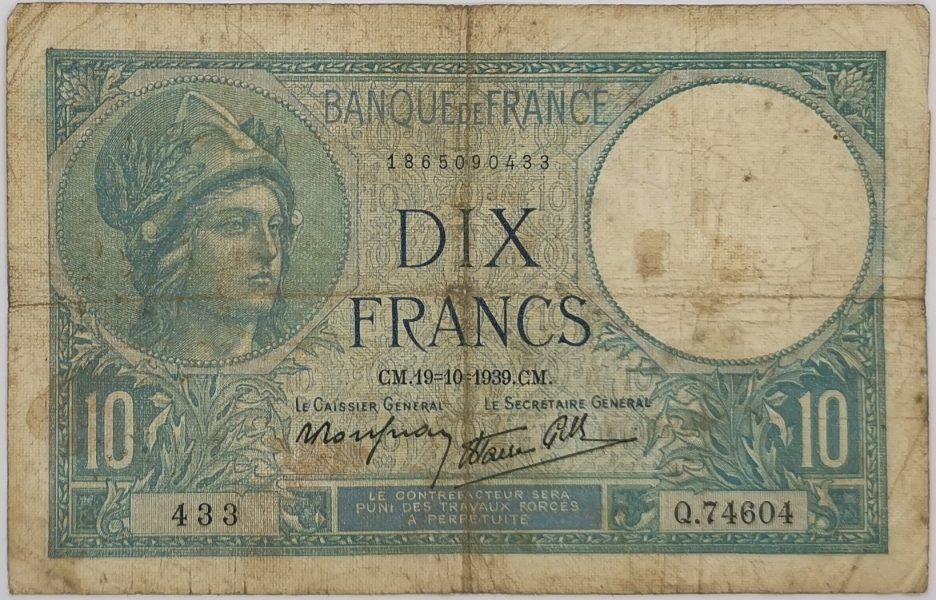 BANQUE DE FRANCE
1865090433
DIX
FRANCS
CM.19=10=1939.CM.
LE CAISSIER GÉNÉRAL LE SECRÉTAIRE GÉNÉRAL
10 10
LE CONTREFACTEUR SERA
PUNI DES TRAVAUX FORCÉS
À PERPÉTUITÉ
433 Q.74604